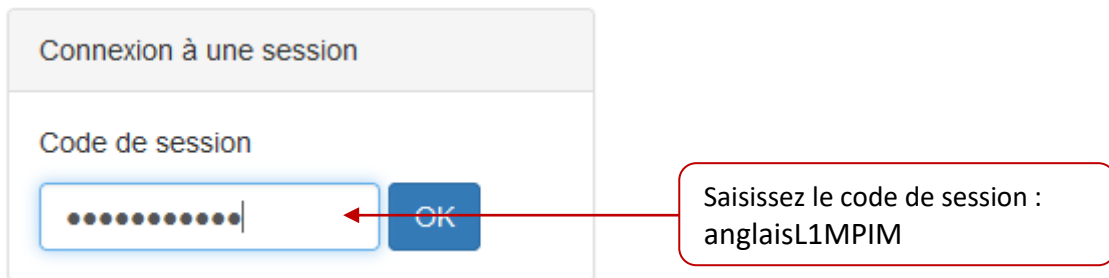 Connexion à une session
Code de session
●●●●●●●●●●●
OK
Saisissez le code de session :
anglaisL1MPIM